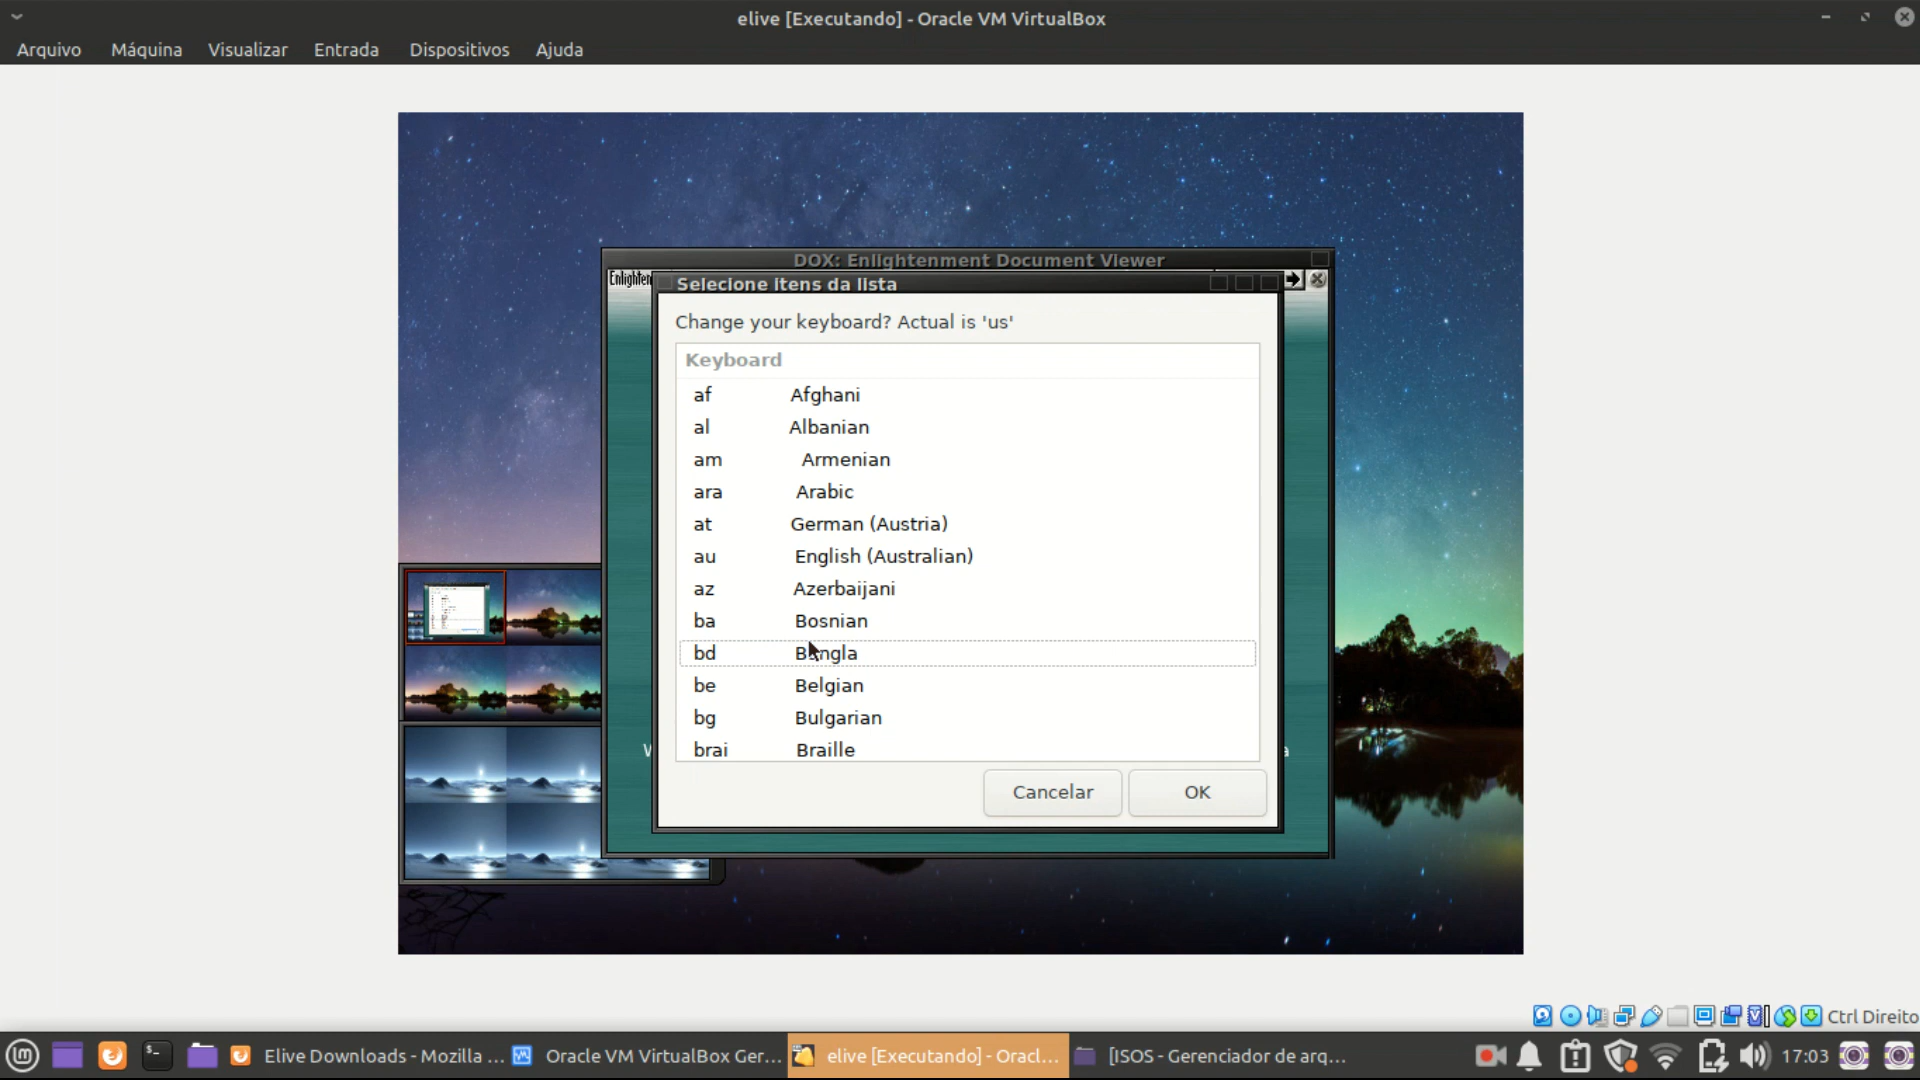 elive [Executando] - Oracle VM VirtualBox
Arquivo Máquina Visualizar Entrada Dispositivos Ajuda
DOX: Enlightenment Document Viewer
Selecione itens da lista
Change your keyboard? Actual is 'us'
Keyboard
af Afghani
al Albanian
am Armenian
ara Arabic
at German (Austria)
au English (Australian)
az Azerbaijani
ba Bosnian
bd Bangla
be Belgian
bg Bulgarian
brai Braille
Cancelar OK
Ctrl Direito
Elive Downloads - Mozilla ... Oracle VM VirtualBox Ger... elive [Executando] - Oracl... [ISOS - Gerenciador de arq... 17:03